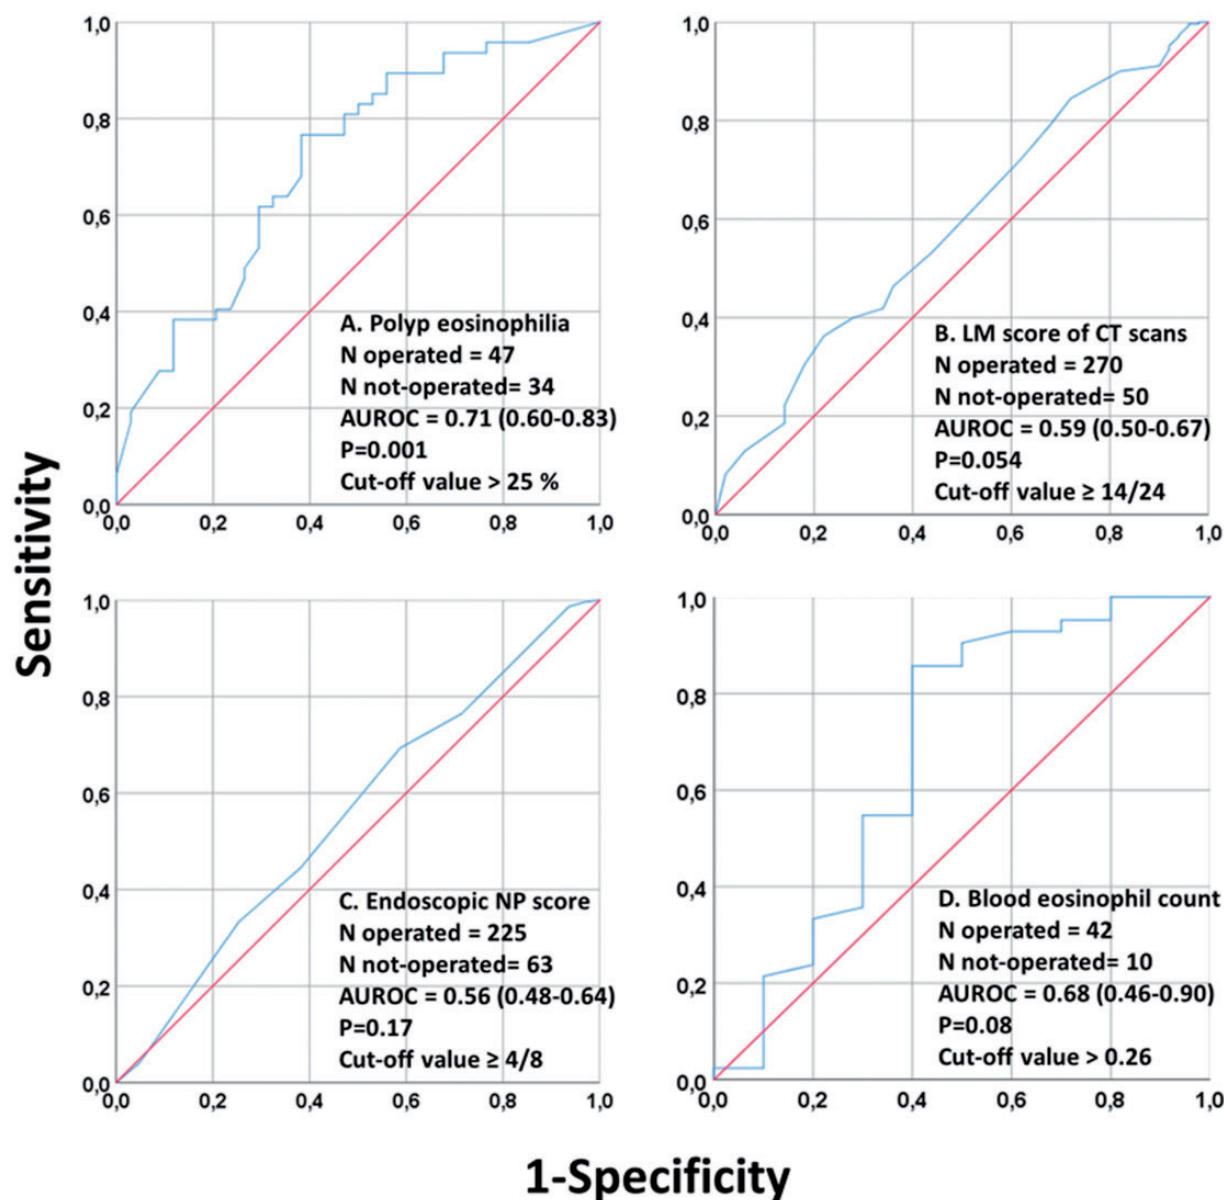 Sensitivity
1,0
0,8
0,6
0,4
0,2
0,0
0,0 0,2 0,4 0,6 0,8 1,0
A. Polyp eosinophilia
N operated = 47
N not-operated= 34
AUROC = 0.71 (0.60-0.83)
P=0.001
Cut-off value > 25 %
1,0
0,8
0,6
0,4
0,2
0,0
0,0 0,2 0,4 0,6 0,8 1,0
B. LM score of CT scans
N operated = 270
N not-operated= 50
AUROC = 0.59 (0.50-0.67)
P=0.054
Cut-off value ≥ 14/24
1,0
0,8
0,6
0,4
0,2
0,0
0,0 0,2 0,4 0,6 0,8 1,0
C. Endoscopic NP score
N operated = 225
N not-operated= 63
AUROC = 0.56 (0.48-0.64)
P=0.17
Cut-off value ≥ 4/8
1,0
0,8
0,6
0,4
0,2
0,0
0,0 0,2 0,4 0,6 0,8 1,0
D. Blood eosinophil count
N operated = 42
N not-operated= 10
AUROC = 0.68 (0.46-0.90)
P=0.08
Cut-off value > 0.26
1-Specificity